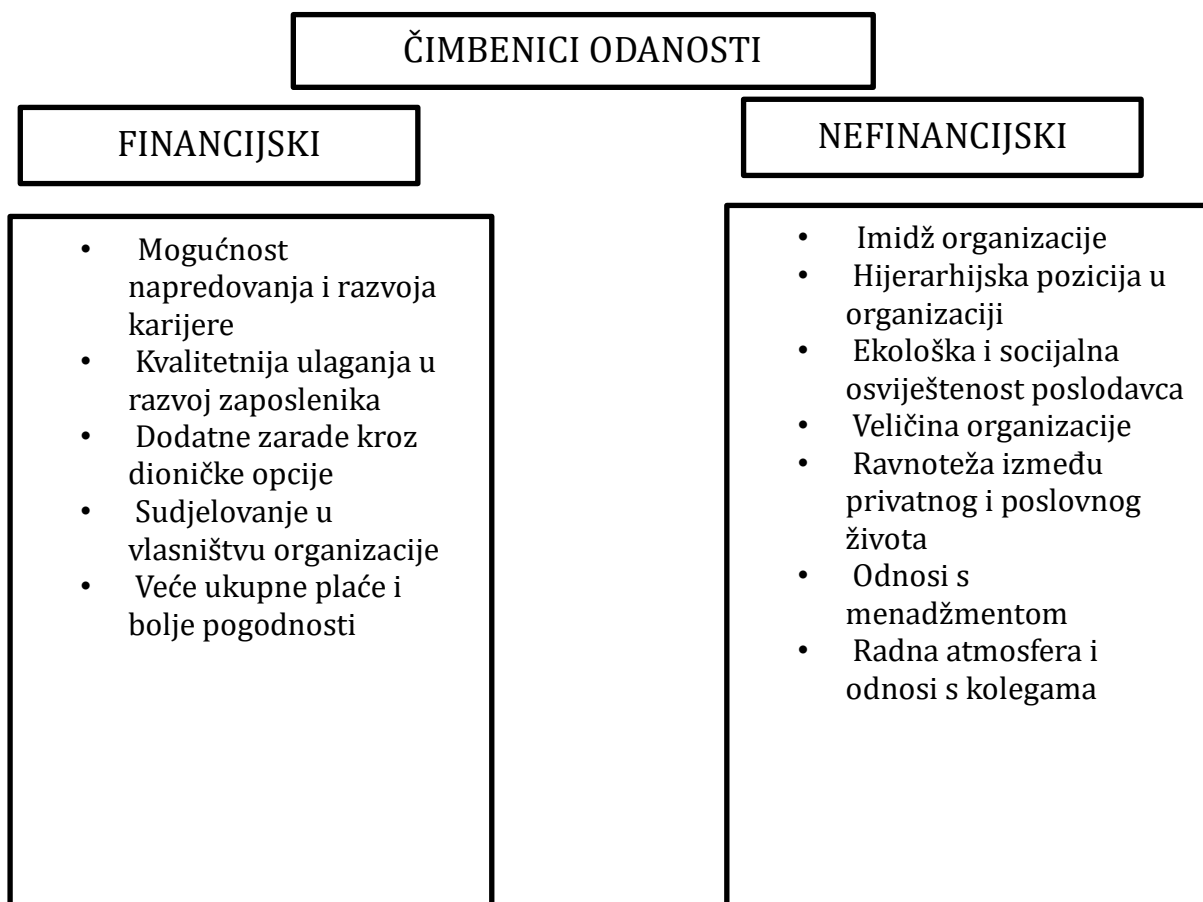 ČIMBENICI ODANOSTI
FINANCIJSKI
• Mogućnost
napredovanja i razvoja
karijere
• Kvalitetnija ulaganja u
razvoj zaposlenika
• Dodatne zarade kroz
dioničke opcije
• Sudjelovanje u
vlasništvu organizacije
• Veće ukupne plaće i
bolje pogodnosti
NEFINANCIJSKI
• Imidž organizacije
• Hijerarhijska pozicija u
organizaciji
• Ekološka i socijalna
osviještenost poslodavca
• Veličina organizacije
• Ravnoteža između
privatnog i poslovnog
života
• Odnosi s
menadžmentom
• Radna atmosfera i
odnosi s kolegama